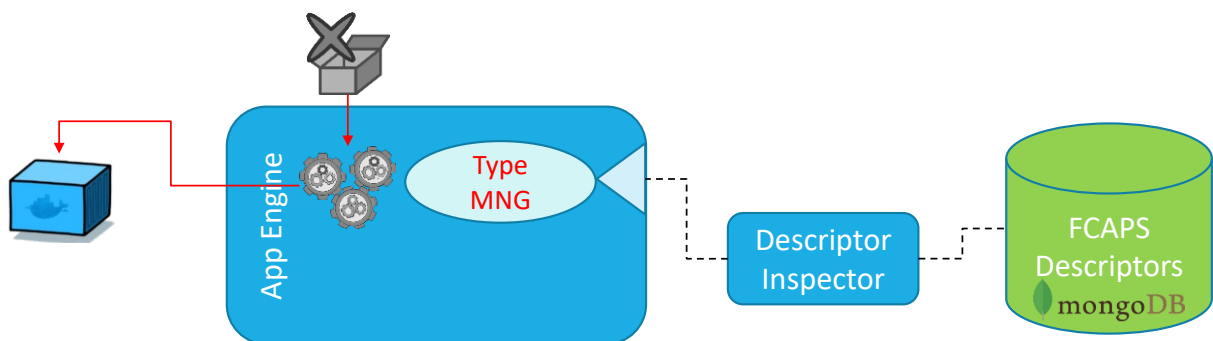 App Engine
Type
MNG
Descriptor
Inspector
FCAPS
Descriptors
mongoDB